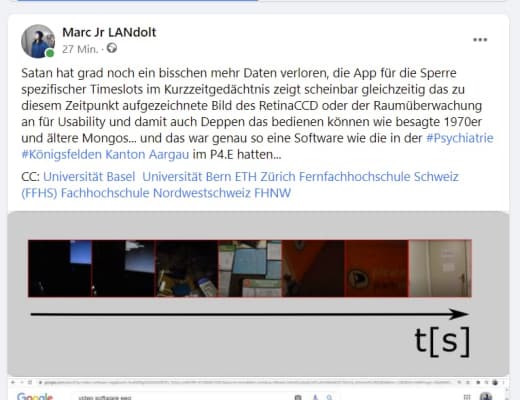 Marc Jr LANdolt
27 Min. ·
Satan hat grad noch ein bisschen mehr Daten verloren, die App für die Sperre
spezifischer Timeslots im Kurzzeitgedächtnis zeigt scheinbar gleichzeitig das zu
diesem Zeitpunkt aufgezeichnete Bild des RetinaCCD oder der Raumüberwachung
an für Usability und damit auch Deppen das bedienen können wie besagte 1970er
und ältere Mongos... und das war genau so eine Software wie die in der #Psychiatrie
#Königsfelden Kanton Aargau im P4.E hatten...
CC: Universität Basel Universität Bern ETH Zürich Fernfachhochschule Schweiz
(FFHS) Fachhochschule Nordwestschweiz FHNW
t[s]
Google
video software eeg